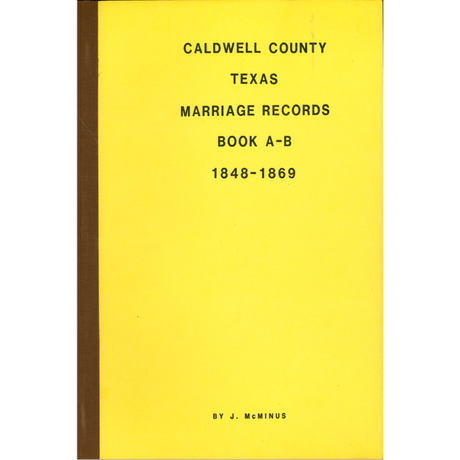 CALDWELL COUNTY
TEXAS
MARRIAGE RECORDS
BOOK A-B
1848-1869
BY J. McMINUS